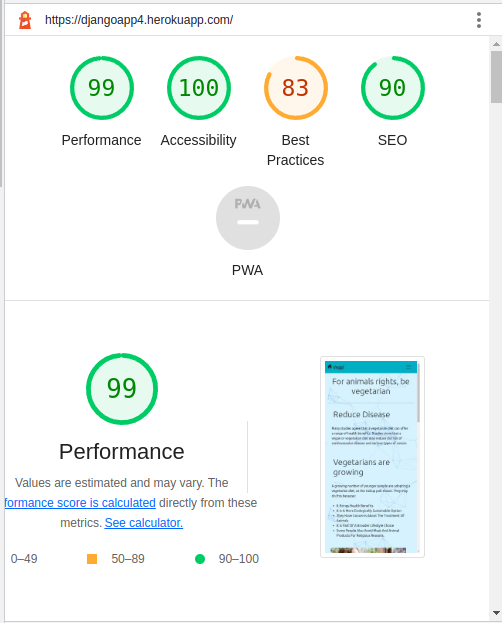 https://djangoapp4.herokuapp.com/
99
100
83
90
Performance
Accessibility
Best
Practices
SEO
PWA
PWA
99
Performance
Values are estimated and may vary. The
formance score is calculated directly from these
metrics. See calculator.
0–49
50–89
90–100
For animals rights, be
vegetarian
Reduce Disease
Vegetarians are
growing